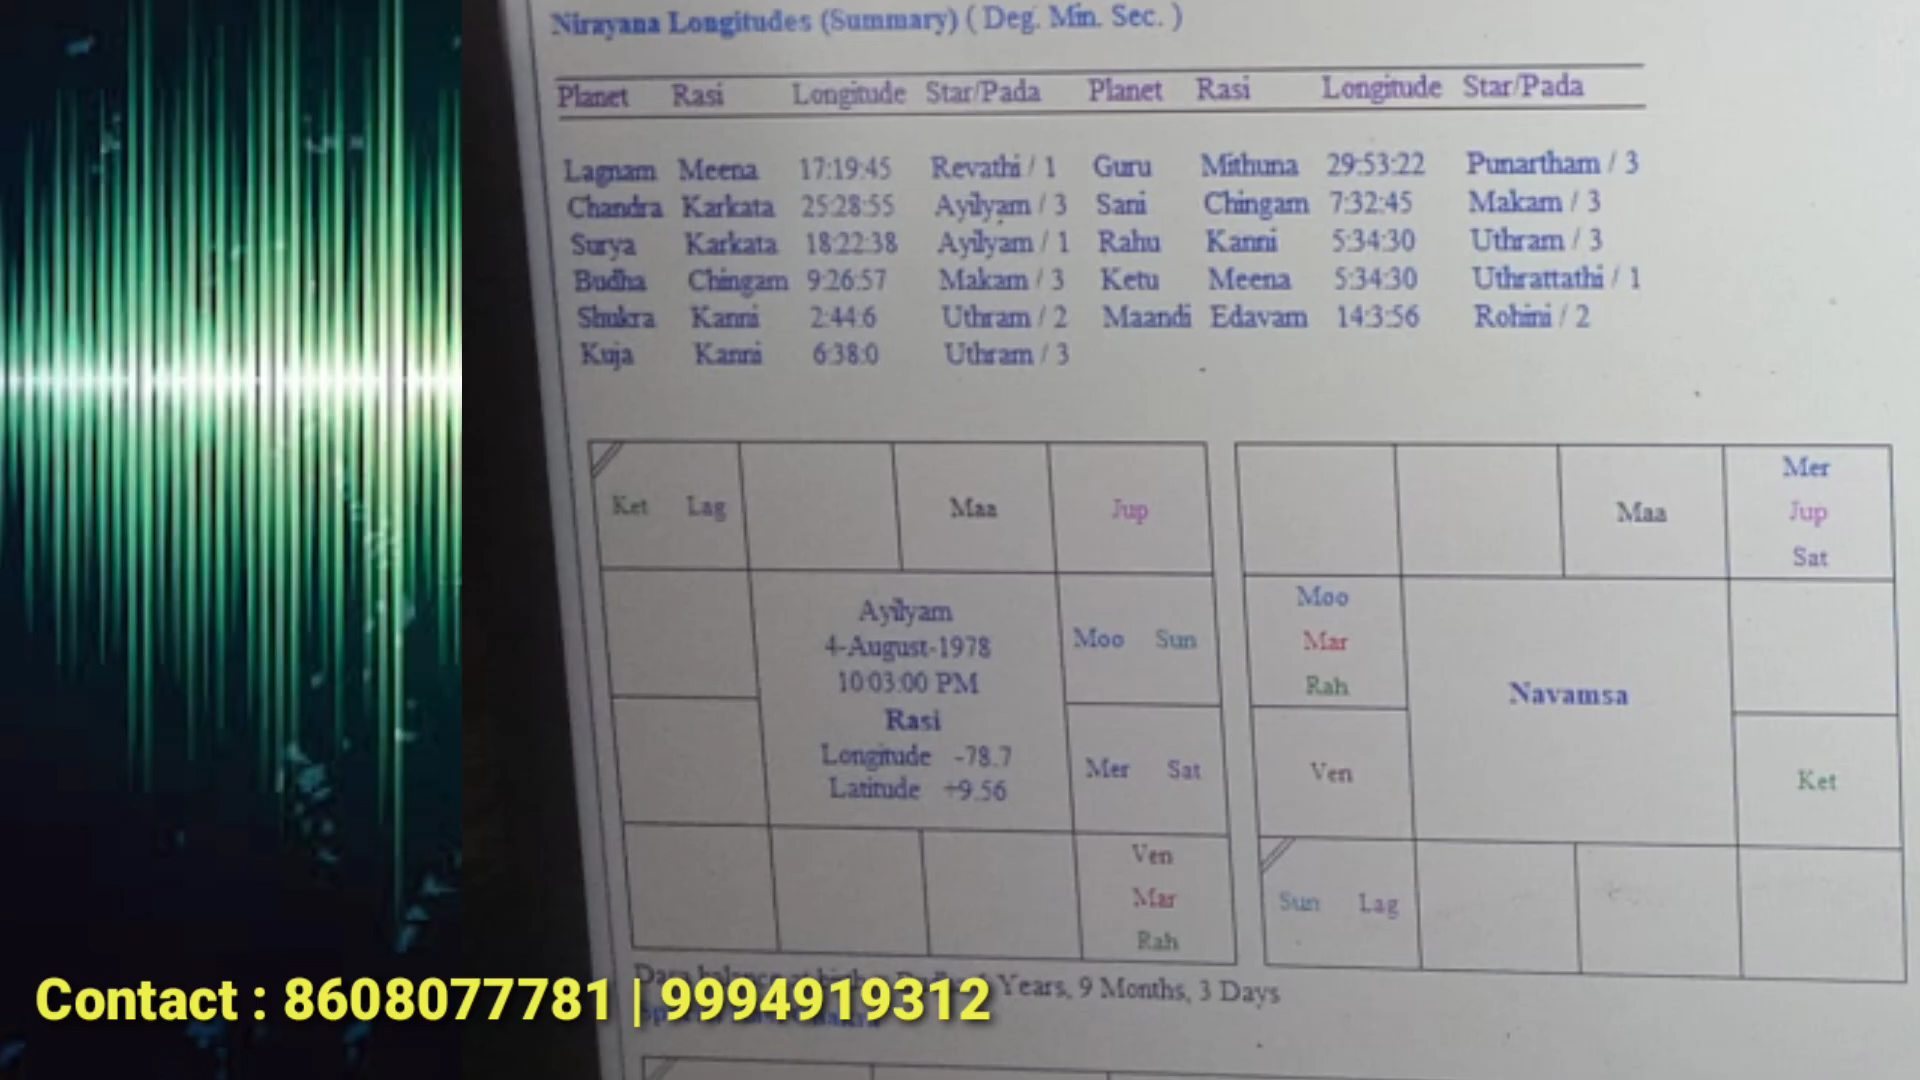 Nirayana Longitudes (Summary) ( Deg. Min. Sec. )
Planet Rasi Longitude Star/Pada Planet Rasi Longitude Star/Pada
Lagnam Meena 17:19:45 Revathi / 1 Guru Mithuna 29:53:22 Punartham / 3
Chandra Karkata 25:28:55 Ayilyam / 3 Sani Chingam 7:32:45 Makam / 3
Surya Karkata 18:22:38 Ayilyam / 1 Rahu Kanni 5:34:30 Uthram / 3
Budha Chingam 9:26:57 Makam / 3 Ketu Meena 5:34:30 Uthrattathi / 1
Shukra Kanni 2:44:6 Uthram / 2 Maandi Edavam 14:3:56 Rohini / 2
Kuja Kanni 6:38:0 Uthram / 3
Ket Lag Maa Jup
Moo Sun
Mer Sat
Ven
Mar
Rah
Ayilyam
4-August-1978
10:03:00 PM
Rasi
Longitude -78.7
Latitude +9.56
Maa
Mer
Jup
Sat
Moo
Mar
Rah
Ven
Navamsa
Ket
Sun Lag
Years, 9 Months, 3 Days
Contact : 8608077781 | 9994919312